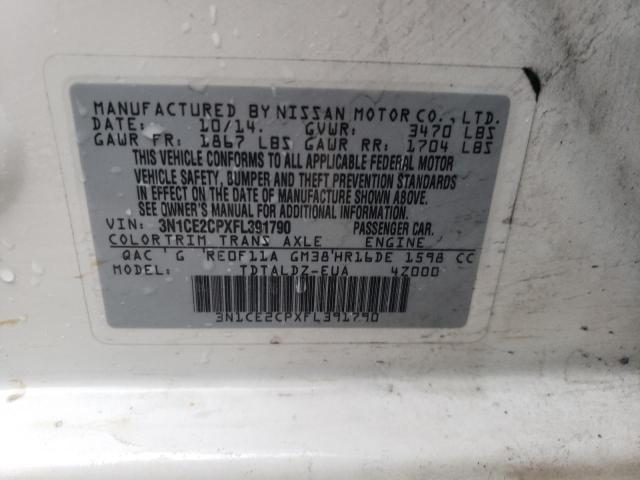 MANUFACTURED BY NISSAN MOTOR CO., LTD.
DATE: 10/14. GVWR: 3470 LBS
GAWR FR: 1867 LBS GAWR RR: 1704 LBS
THIS VEHICLE CONFORMS TO ALL APPLICABLE FEDERAL MOTOR
VEHICLE SAFETY, BUMPER AND THEFT PREVENTION STANDARDS
IN EFFECT ON THE DATE OF MANUFACTURE SHOWN ABOVE.
SEE OWNER'S MANUAL FOR ADDITIONAL INFORMATION.
VIN: 3N1CE2CPXFL391790 PASSENGER CAR.
COLOR TRIM TRANS AXLE ENGINE
QAC ' G RE0F11A GM38'HR16DE 1598 CC
MODEL: TDTALDZ-EUA 4Z000
3N1CE2CPXFL391790